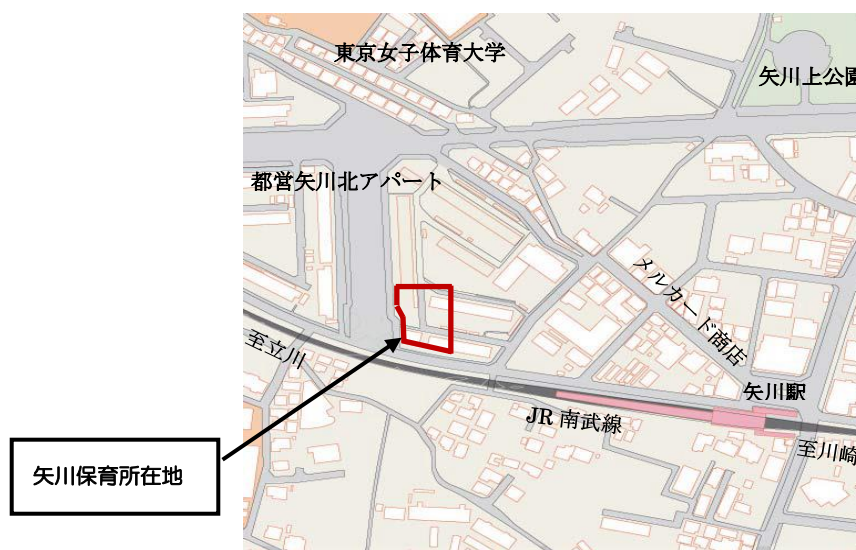 東京女子体育大学
矢川上公園
都営矢川北アパート
メルカード商店
至立川
矢川駅
JR 南武線
至川崎
矢川保育所在地